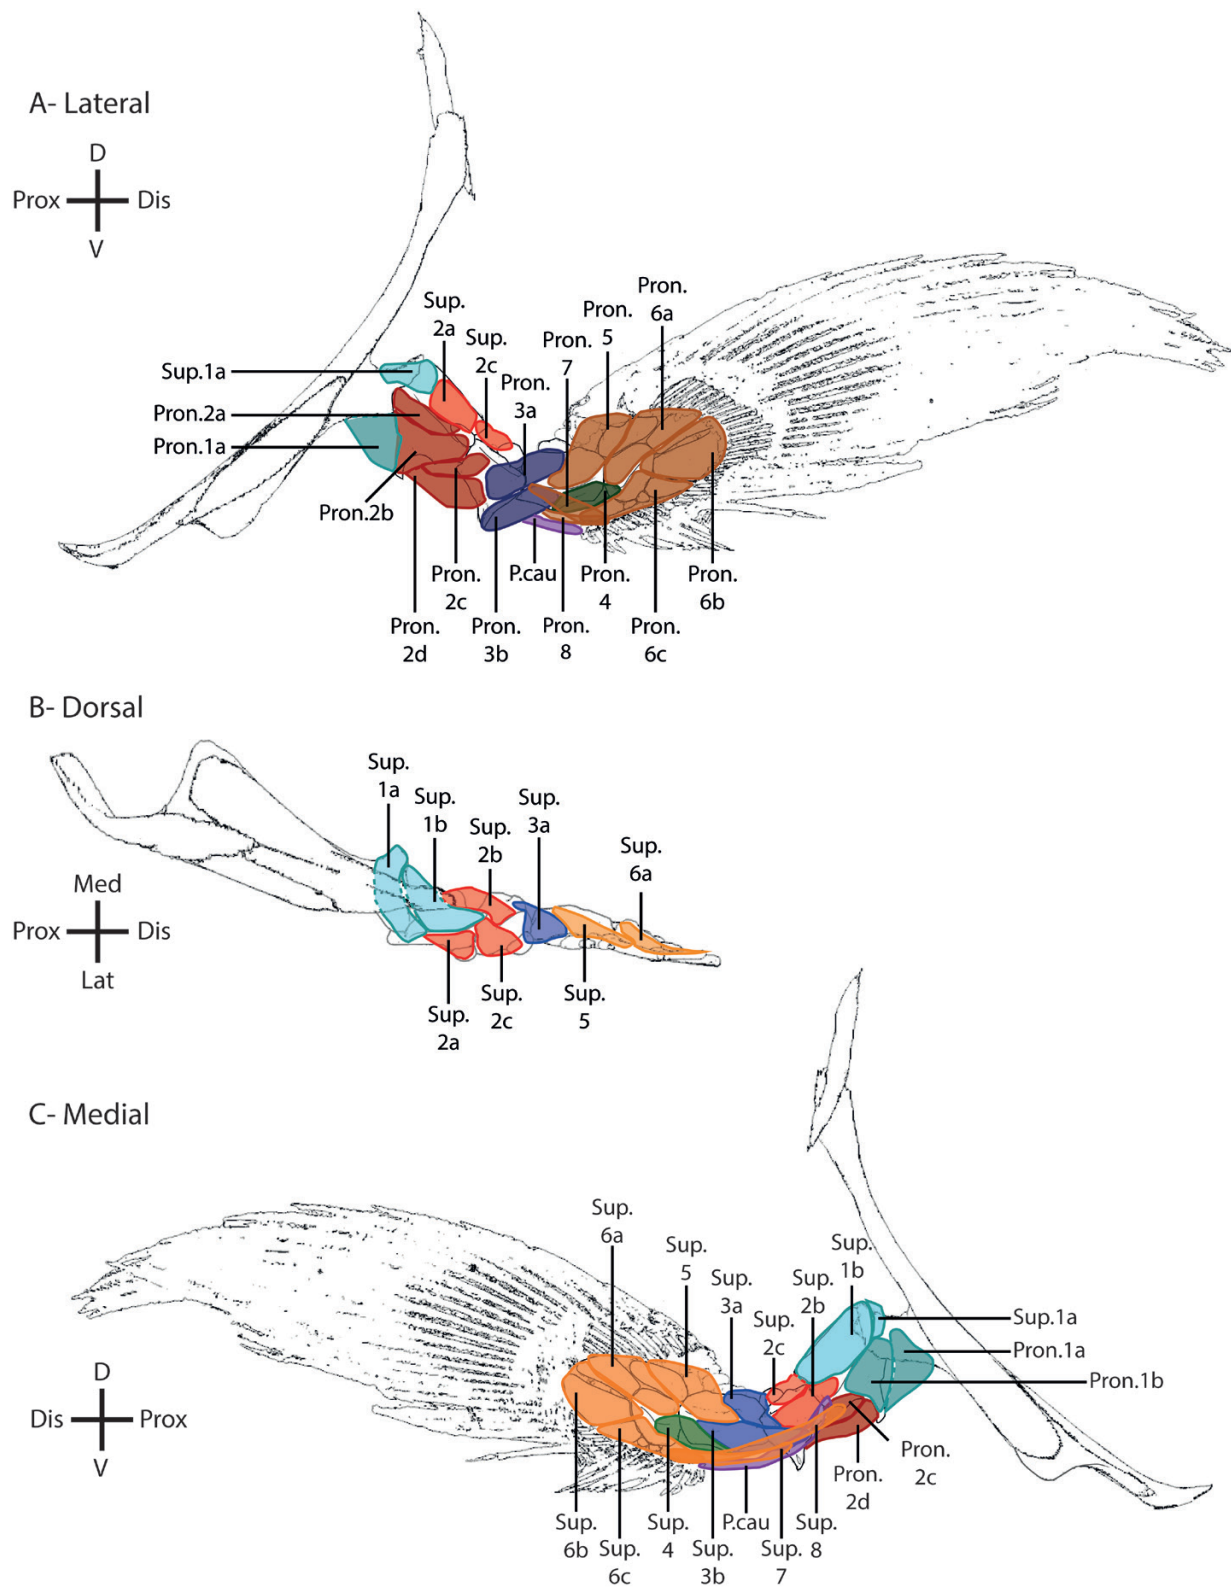 A- Lateral
D
Prox
Dis
V
Sup.
2a
Sup.
2c
Pron.
3a
Pron.
7
Pron.
5
Pron.
6a
Sup.1a
Pron.2a
Pron.1a
Pron.2b
Pron.
2c
P.cau
Pron.
4
Pron.
6b
Pron.
2d
Pron.
3b
Pron.
8
Pron.
6c
B- Dorsal
Sup.
1a
Sup.
1b
Sup.
2b
Sup.
3a
Sup.
6a
Med
Prox
Dis
Lat
Sup.
2a
Sup.
2c
Sup.
5
C- Medial
Sup.
6a
Sup.
5
Sup.
3a
Sup.
2c
Sup.
2b
Sup.
1b
Sup.1a
Pron.1a
Pron.1b
D
Dis
Prox
V
Pron.
2c
Pron.
2d
Sup.
6b
Sup.
6c
Sup.
4
Sup.
3b
P.cau
Sup.
7
Sup.
8